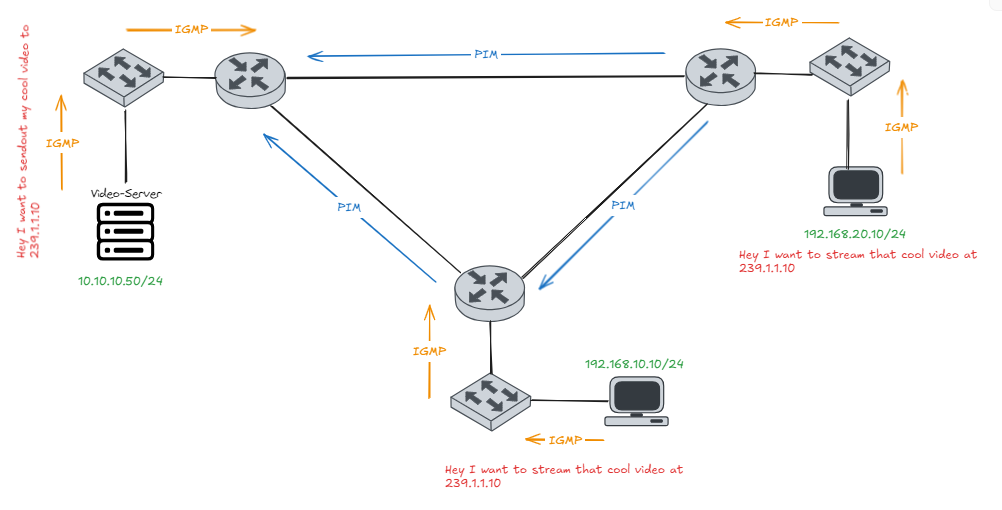 IGMP
IGMP
PIM
Hey I want to sendout my cool video to
239.1.1.10
IGMP
IGMP
Video-Server
PIM
PIM
192.168.20.10/24
Hey I want to stream that cool video at
239.1.1.10
10.10.10.50/24
IGMP
192.168.10.10/24
IGMP
Hey I want to stream that cool video at
239.1.1.10